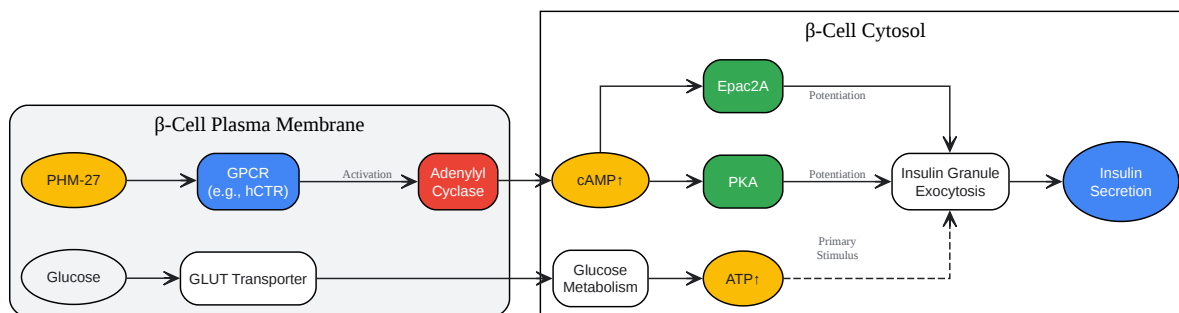 β-Cell Cytosol
Epac2A
Potentiation
β-Cell Plasma Membrane
PHM-27
GPCR
(e.g., hCTR)
Activation
Adenylyl
Cyclase
cAMP↑
PKA
Potentiation
Insulin Granule
Exocytosis
Insulin
Secretion
Glucose
GLUT Transporter
Glucose
Metabolism
ATP↑
Primary
Stimulus